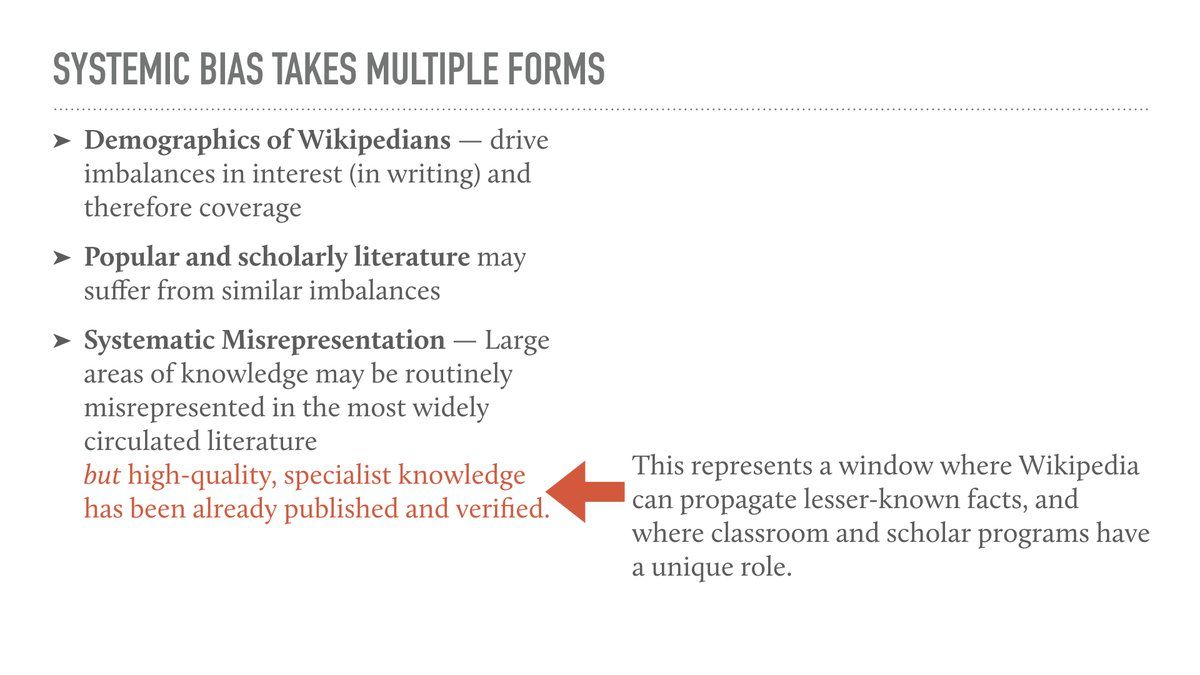 SYSTEMIC BIAS TAKES MULTIPLE FORMS
➤ Demographics of Wikipedians — drive
imbalances in interest (in writing) and
therefore coverage
➤ Popular and scholarly literature may
suffer from similar imbalances
➤ Systematic Misrepresentation — Large
areas of knowledge may be routinely
misrepresented in the most widely
circulated literature
but high-quality, specialist knowledge
has been already published and verified.
This represents a window where Wikipedia
can propagate lesser-known facts, and
where classroom and scholar programs have
a unique role.